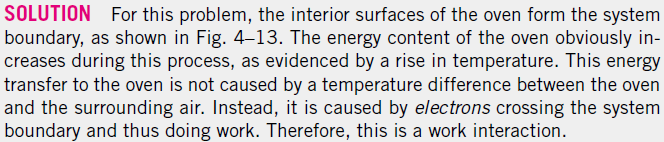 SOLUTION For this problem, the interior surfaces of the oven form the system
boundary, as shown in Fig. 4–13. The energy content of the oven obviously in-
creases during this process, as evidenced by a rise in temperature. This energy
transfer to the oven is not caused by a temperature difference between the oven
and the surrounding air. Instead, it is caused by electrons crossing the system
boundary and thus doing work. Therefore, this is a work interaction.